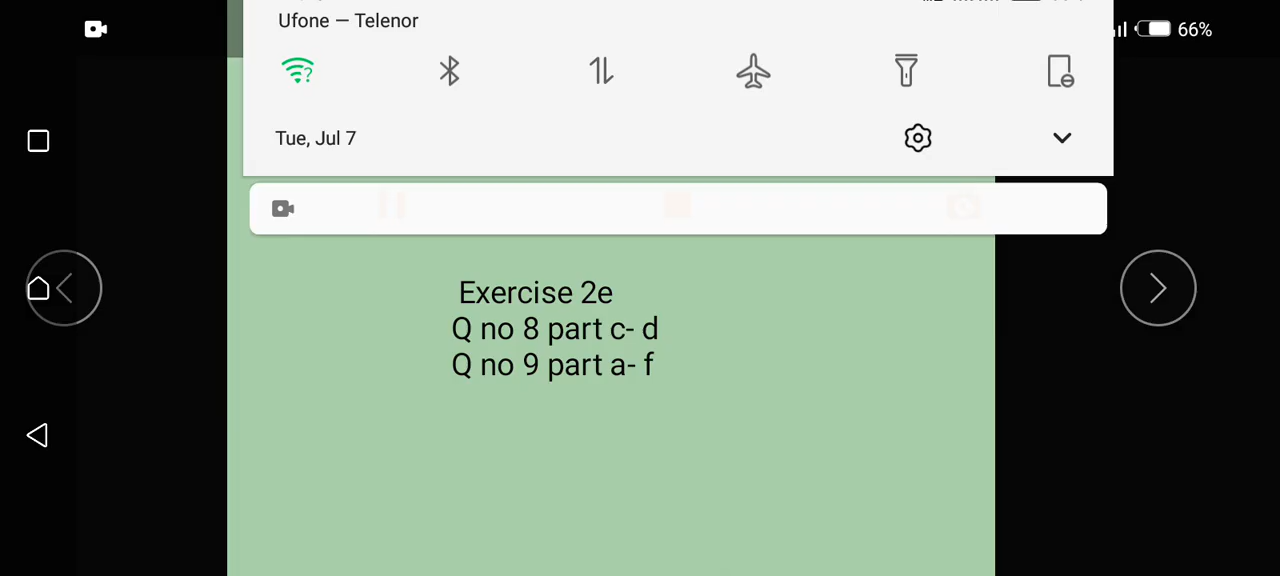 Ufone — Telenor
66%
Tue, Jul 7
Exercise 2e
Q no 8 part c- d
Q no 9 part a- f